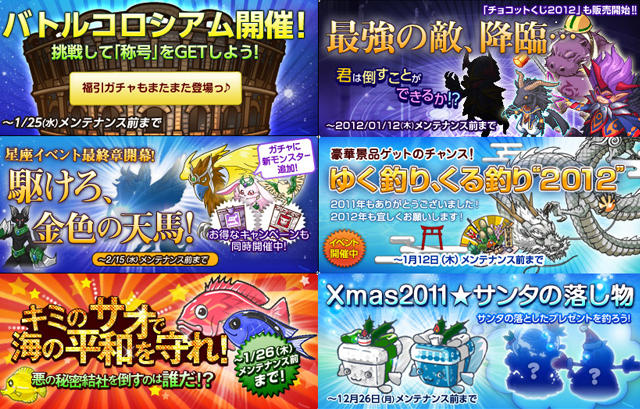 バトルコロシアム開催!
挑戦して「称号」をGETしよう!
福引ガチャもまたまた登場っ♪
～1/25(水)メンテナンス前まで
「チョコットくじ2012」も販売開始!!
最強の敵、降臨…
君は倒すことが
できるか!?
～2012/01/12(木)メンテナンス前まで
星座イベント最終章開幕!
ガチャに
新モンスター
追加!
駆けろ、
金色の天馬!
お得なキャンペーンも
同時開催中!
～2/15(水)メンテナンス前まで
豪華景品ゲットのチャンス!
ゆく釣り、くる釣り"2012"
2011年もありがとうございました!
2012年も宜しくお願いします!
イベント
開催中
～1月12日(木)メンテナンス前まで
キミのサオで
海の平和を守れ!
悪の秘密結社を倒すのは誰だ!?
～1/26(木)
メンテナンス前
まで!
Xmas2011★サンタの落し物
サンタの落としたプレゼントを釣ろう!
?
?
～12月26日(月)メンテナンス前まで